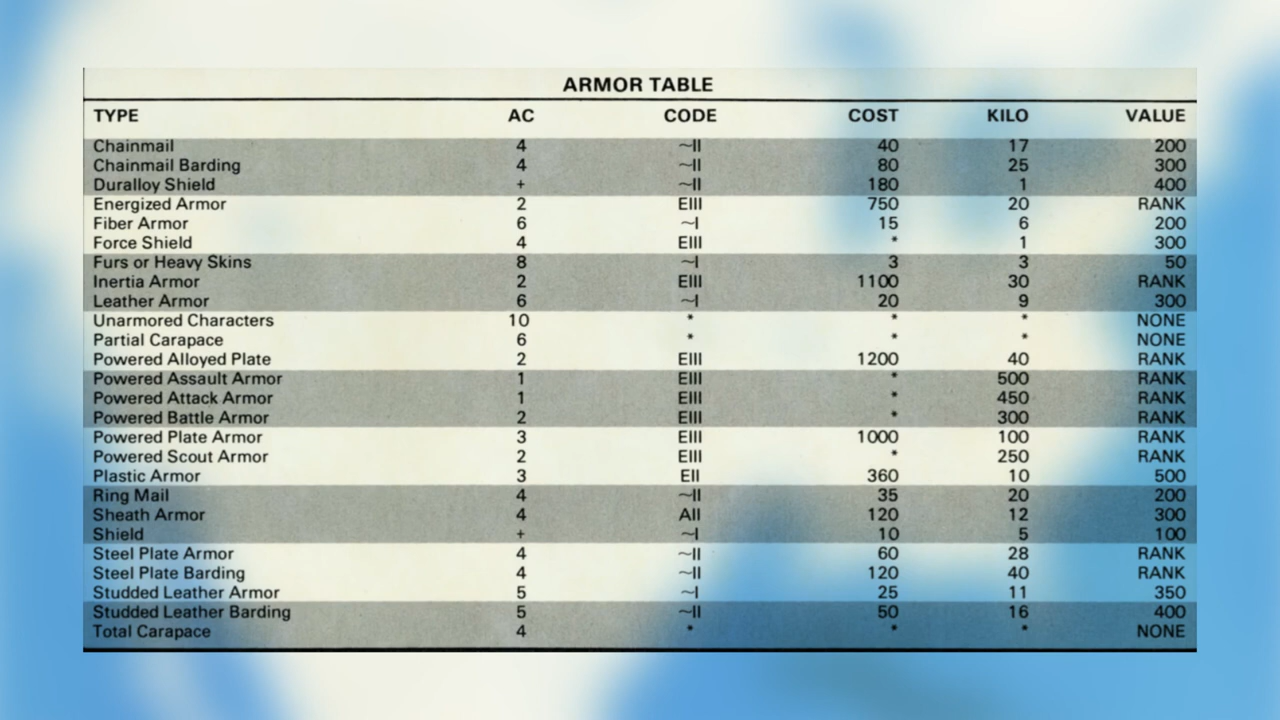 ARMOR TABLE
TYPE AC CODE COST KILO VALUE
Chainmail 4 ~II 40 17 200
Chainmail Barding 4 ~II 80 25 300
Duralloy Shield + ~II 180 1 400
Energized Armor 2 EIII 750 20 RANK
Fiber Armor 6 ~I 15 6 200
Force Shield 4 EIII * 1 300
Furs or Heavy Skins 8 ~I 3 3 50
Inertia Armor 2 EIII 1100 30 RANK
Leather Armor 6 ~I 20 9 300
Unarmored Characters 10 * * * NONE
Partial Carapace 6 * * * NONE
Powered Alloyed Plate 2 EIII 1200 40 RANK
Powered Assault Armor 1 EIII * 500 RANK
Powered Attack Armor 1 EIII * 450 RANK
Powered Battle Armor 2 EIII * 300 RANK
Powered Plate Armor 3 EIII 1000 100 RANK
Powered Scout Armor 2 EIII * 250 RANK
Plastic Armor 3 EII 360 10 500
Ring Mail 4 ~II 35 20 200
Sheath Armor 4 AII 120 12 300
Shield + ~I 10 5 100
Steel Plate Armor 4 ~II 60 28 RANK
Steel Plate Barding 4 ~II 120 40 RANK
Studded Leather Armor 5 ~I 25 11 350
Studded Leather Barding 5 ~II 50 16 400
Total Carapace 4 * * * NONE